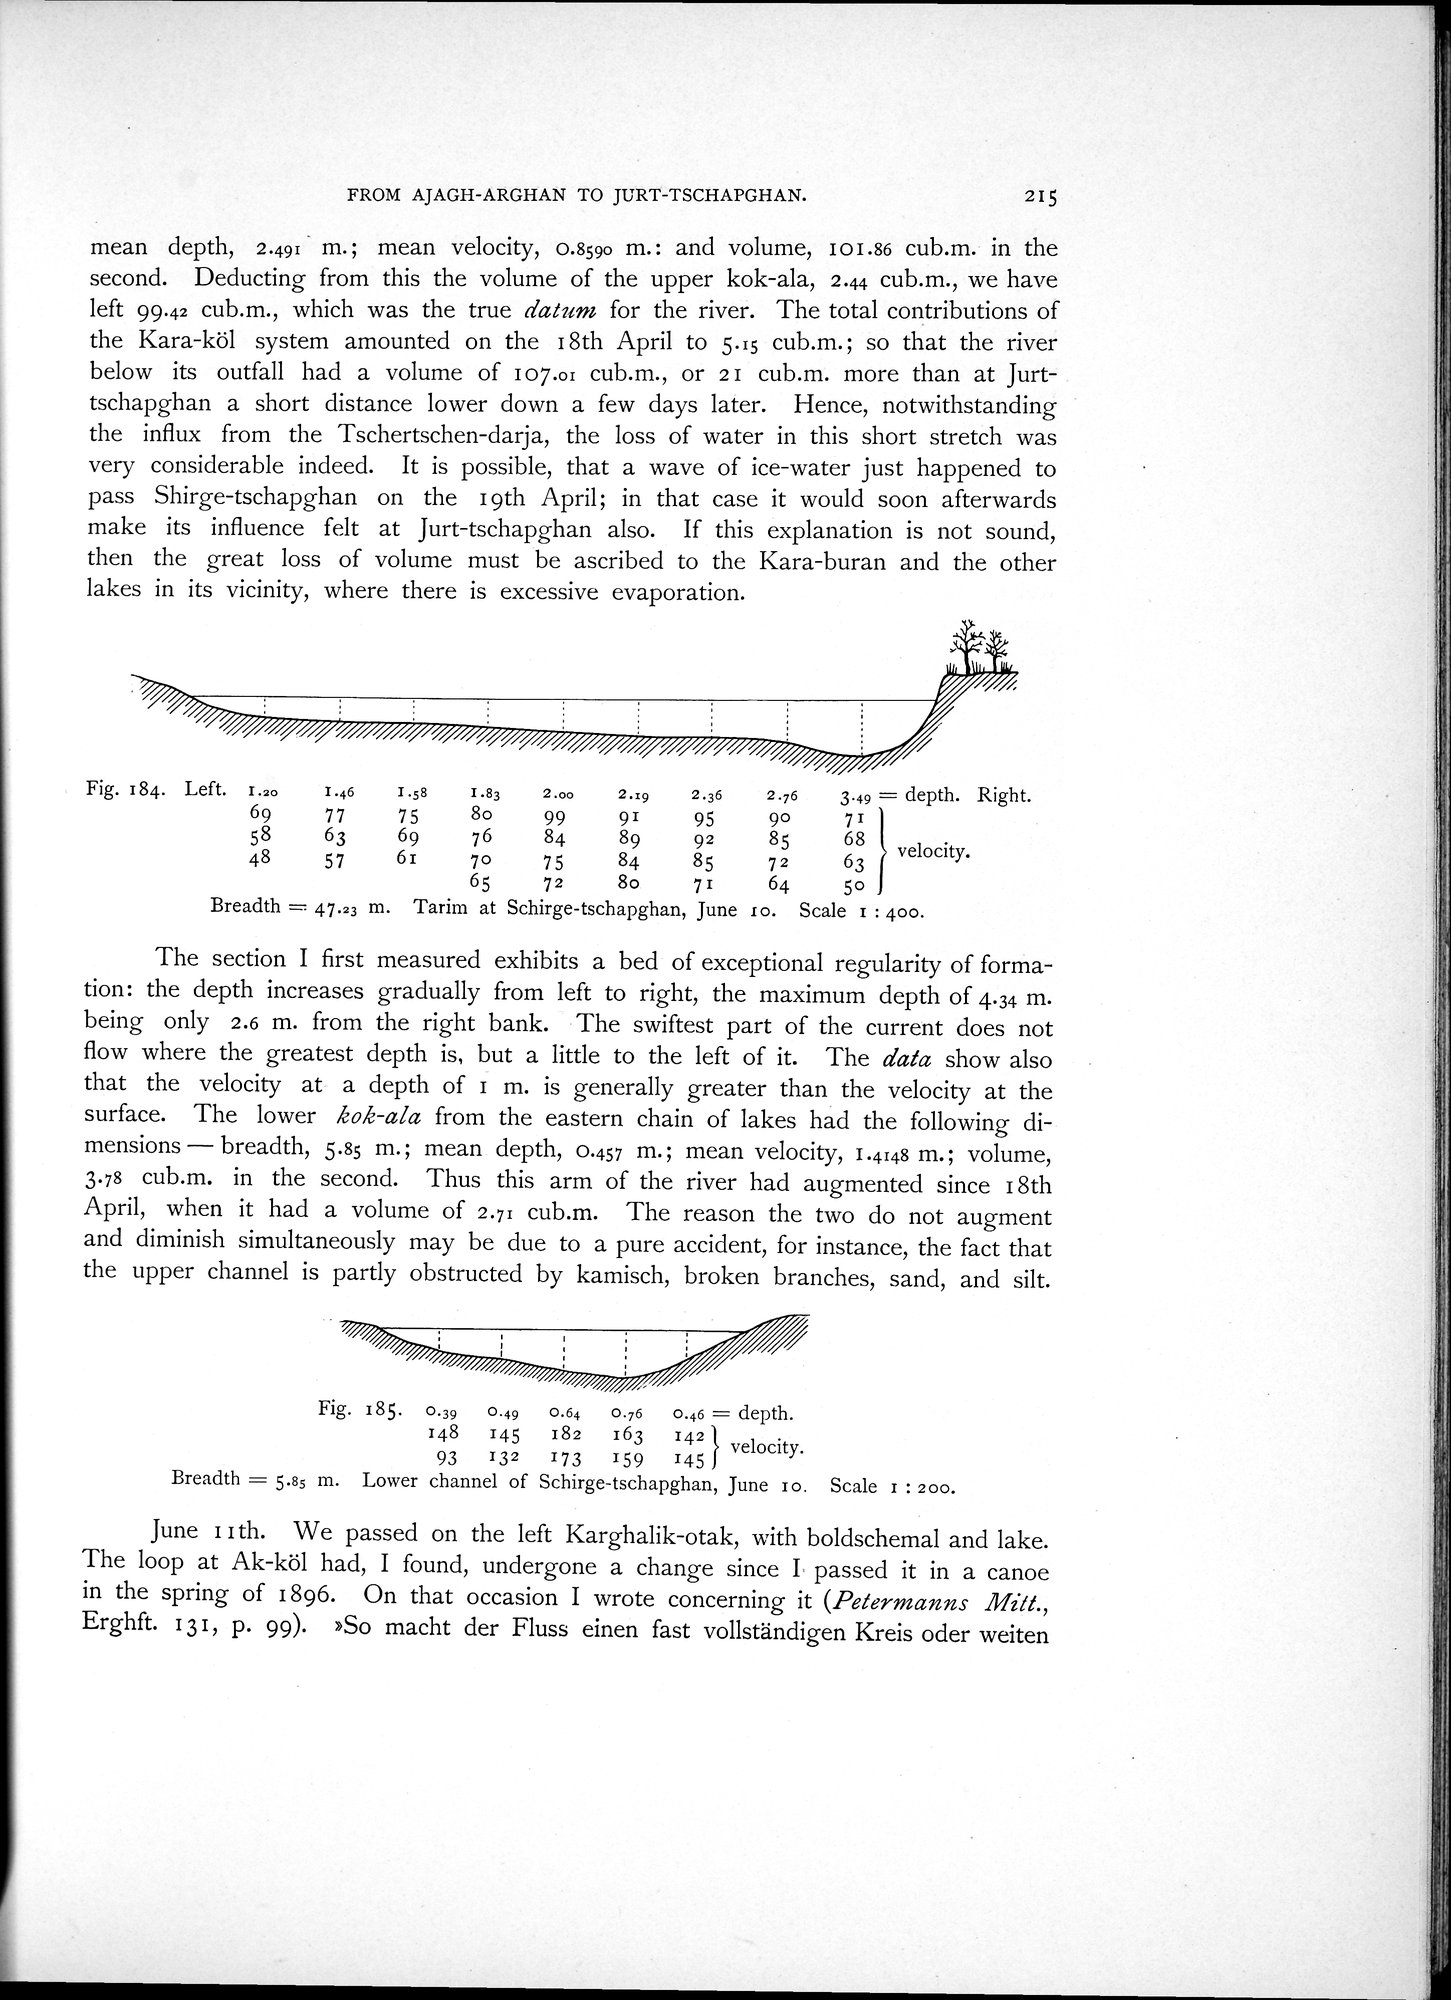 FROM AJAGH-ARGHAN TO JURT-TSCHAPGHAN. 215
mean depth, 2.491 m.; mean velocity, 0.8590 m.: and volume, 101.86 cub.m. in the
second. Deducting from this the volume of the upper kok-ala, 2.44 cub.m., we have
left 99.42 cub.m., which was the true datum for the river. The total contributions of
the Kara-köl system amounted on the 18th April to 5.15 cub.m.; so that the river
below its outfall had a volume of 107.01 cub.m., or 21 cub.m. more than at Jurt-
tschapghan a short distance lower down a few days later. Hence, notwithstanding
the influx from the Tschertschen-darja, the loss of water in this short stretch was
very considerable indeed. It is possible, that a wave of ice-water just happened to
pass Shirge-tschapghan on the 19th April; in that case it would soon afterwards
make its influence felt at Jurt-tschapghan also. If this explanation is not sound,
then the great loss of volume must be ascribed to the Kara-buran and the other
lakes in its vicinity, where there is excessive evaporation.
Fig. 184. Left. 1.20 1.46 1.58 1.83 2.00 2.19 2.36 2.76 3.49 = depth. Right.
69 77 75 80 99 91 95 90 71
58 63 69 76 84 89 92 85 68
velocity.
48 57 61 70 75 84 85 72 63
65 72 80 71 64 50
Breadth = 47.23 m. Tarim at Schirge-tschapghan, June 10. Scale 1 : 400.
The section I first measured exhibits a bed of exceptional regularity of forma-
tion: the depth increases gradually from left to right, the maximum depth of 4.34 m.
being only 2.6 m. from the right bank. The swiftest part of the current does not
flow where the greatest depth is, but a little to the left of it. The data show also
that the velocity at a depth of 1 m. is generally greater than the velocity at the
surface. The lower kok-ala from the eastern chain of lakes had the following di-
mensions — breadth, 5.85 m.; mean depth, 0.457 m.; mean velocity, 1.4148 m.; volume,
3.78 cub.m. in the second. Thus this arm of the river had augmented since 18th
April, when it had a volume of 2.71 cub.m. The reason the two do not augment
and diminish simultaneously may be due to a pure accident, for instance, the fact that
the upper channel is partly obstructed by kamisch, broken branches, sand, and silt.
Fig. 185. 0.39 0.49 0.64 0.76 0.46 = depth.
148 145 182 163 142
velocity.
93 132 173 159 145
Breadth = 5.85 m. Lower channel of Schirge-tschapghan, June 10. Scale 1 : 200.
June 11th. We passed on the left Karghalik-otak, with boldschemal and lake.
The loop at Ak-köl had, I found, undergone a change since I passed it in a canoe
in the spring of 1896. On that occasion I wrote concerning it (Petermanns Mitt.,
Erghft. 131, p. 99). »So macht der Fluss einen fast vollständigen Kreis oder weiten